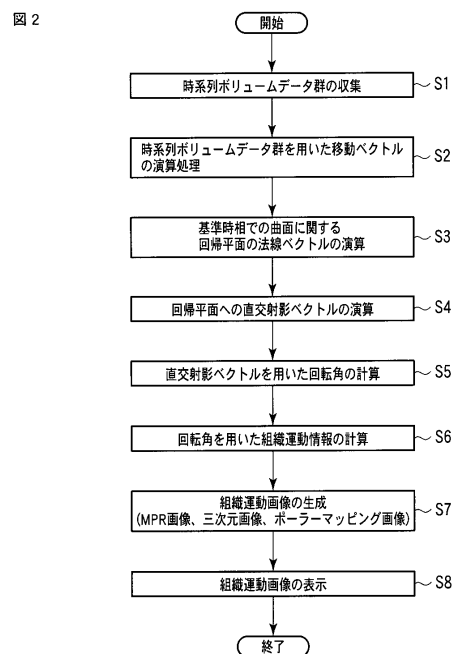 図 2
開始
時系列ボリュームデータ群の収集
S1
時系列ボリュームデータ群を用いた移動ベクトル
の演算処理
S2
基準時相での曲面に関する
回帰平面の法線ベクトルの演算
S3
回帰平面への直交射影ベクトルの演算
S4
直交射影ベクトルを用いた回転角の計算
S5
回転角を用いた組織運動情報の計算
S6
組織運動画像の生成
(MPR画像、三次元画像、ポーラーマッピング画像)
S7
組織運動画像の表示
S8
終了